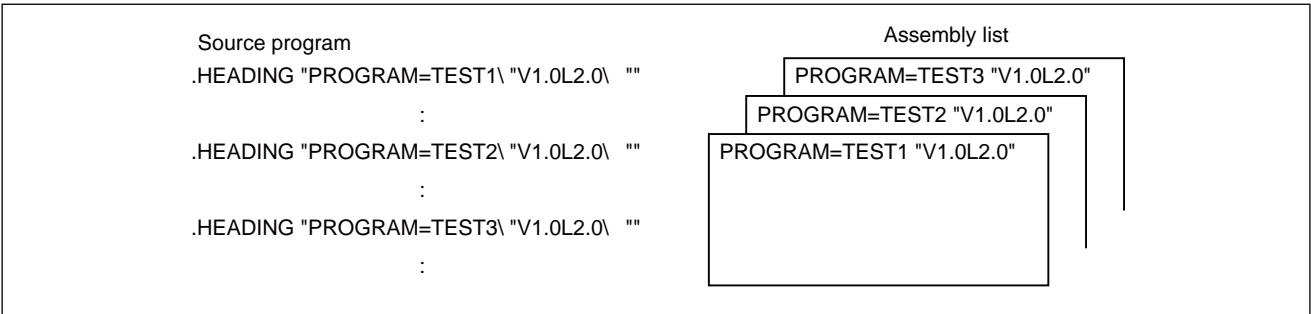 Source program
.HEADING "PROGRAM=TEST1\ "V1.0L2.0\ ""
:
.HEADING "PROGRAM=TEST2\ "V1.0L2.0\ ""
:
.HEADING "PROGRAM=TEST3\ "V1.0L2.0\ ""
:
Assembly list
PROGRAM=TEST3 "V1.0L2.0"
PROGRAM=TEST2 "V1.0L2.0"
PROGRAM=TEST1 "V1.0L2.0"